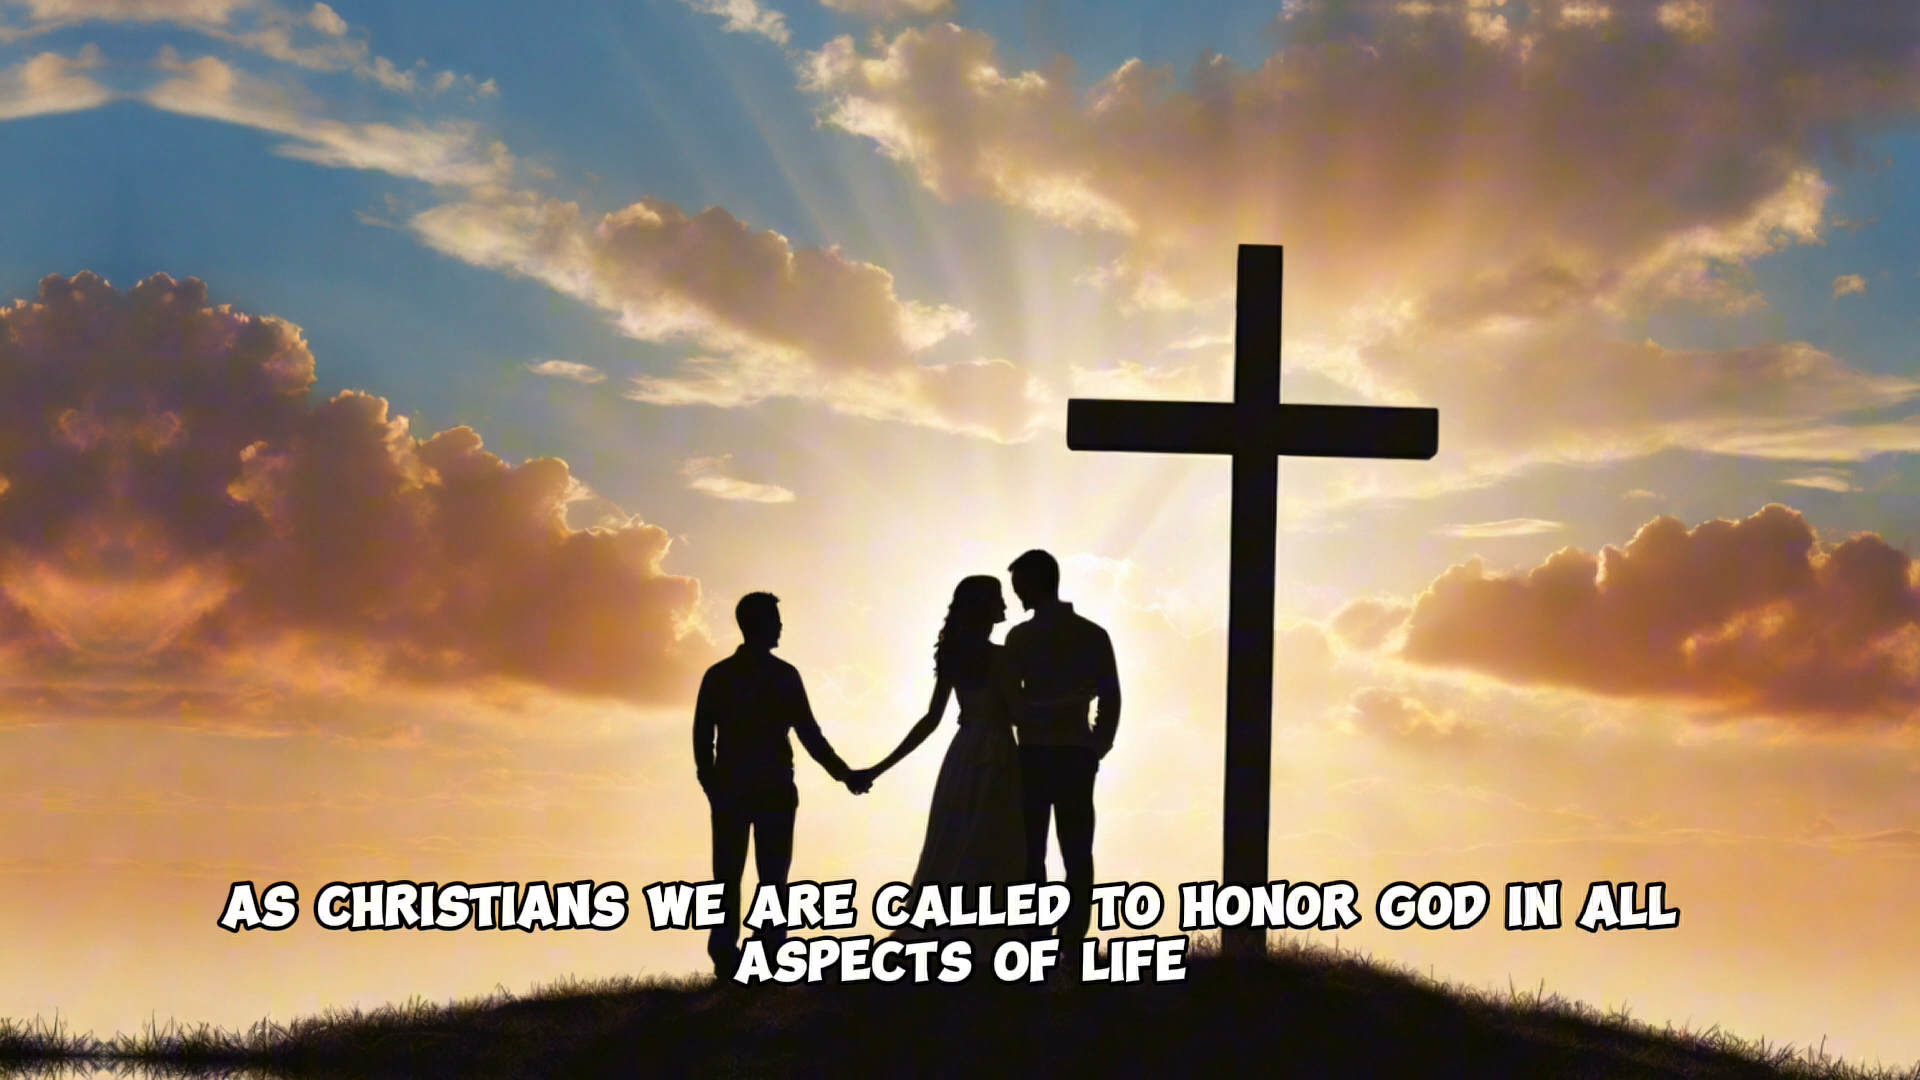 AS CHRISTIANS WE ARE CALLED TO HONOR GOD IN ALL
ASPECTS OF LIFE